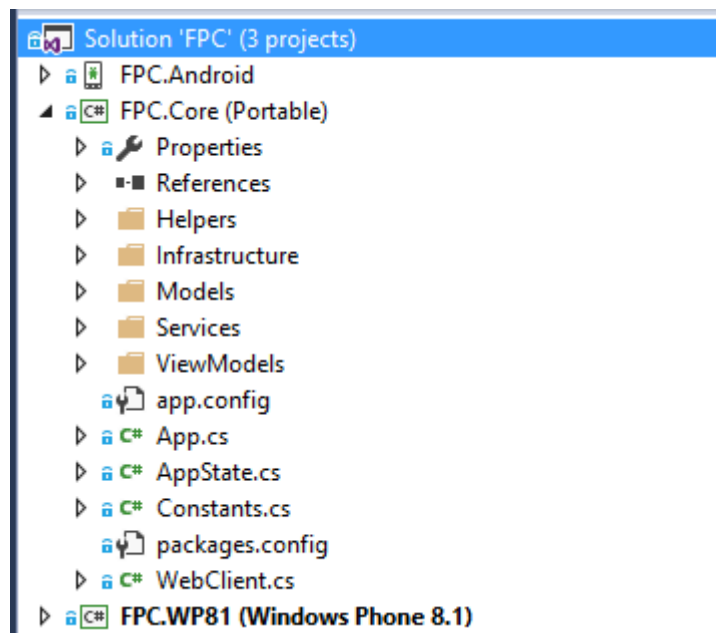 Solution 'FPC' (3 projects)
FPC.Android
C# FPC.Core (Portable)
Properties
References
Helpers
Infrastructure
Models
Services
ViewModels
app.config
C# App.cs
C# AppState.cs
C# Constants.cs
packages.config
C# WebClient.cs
C# FPC.WP81 (Windows Phone 8.1)